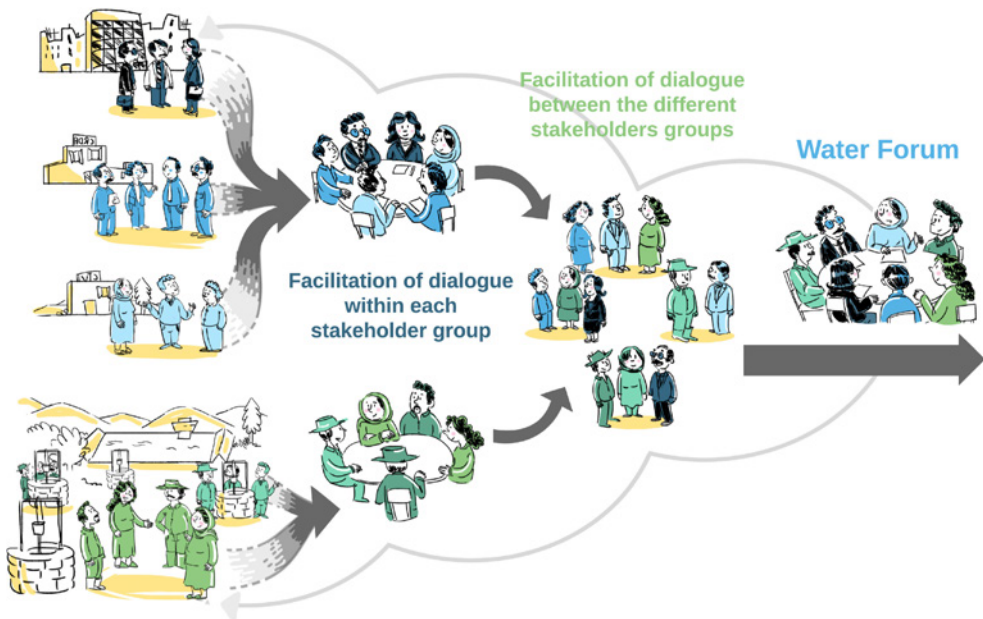 Facilitation of dialogue
between the different
stakeholders groups
Water Forum
Facilitation of dialogue
within each
stakeholder group